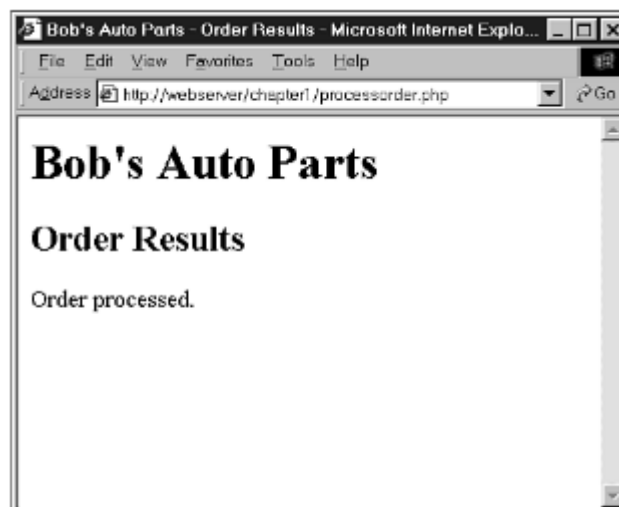 Bob's Auto Parts - Order Results - Microsoft Internet Explo...
File Edit View Favorites Tools Help
Address http://webserver/chapter1/processorder.php Go
Bob's Auto Parts
Order Results
Order processed.